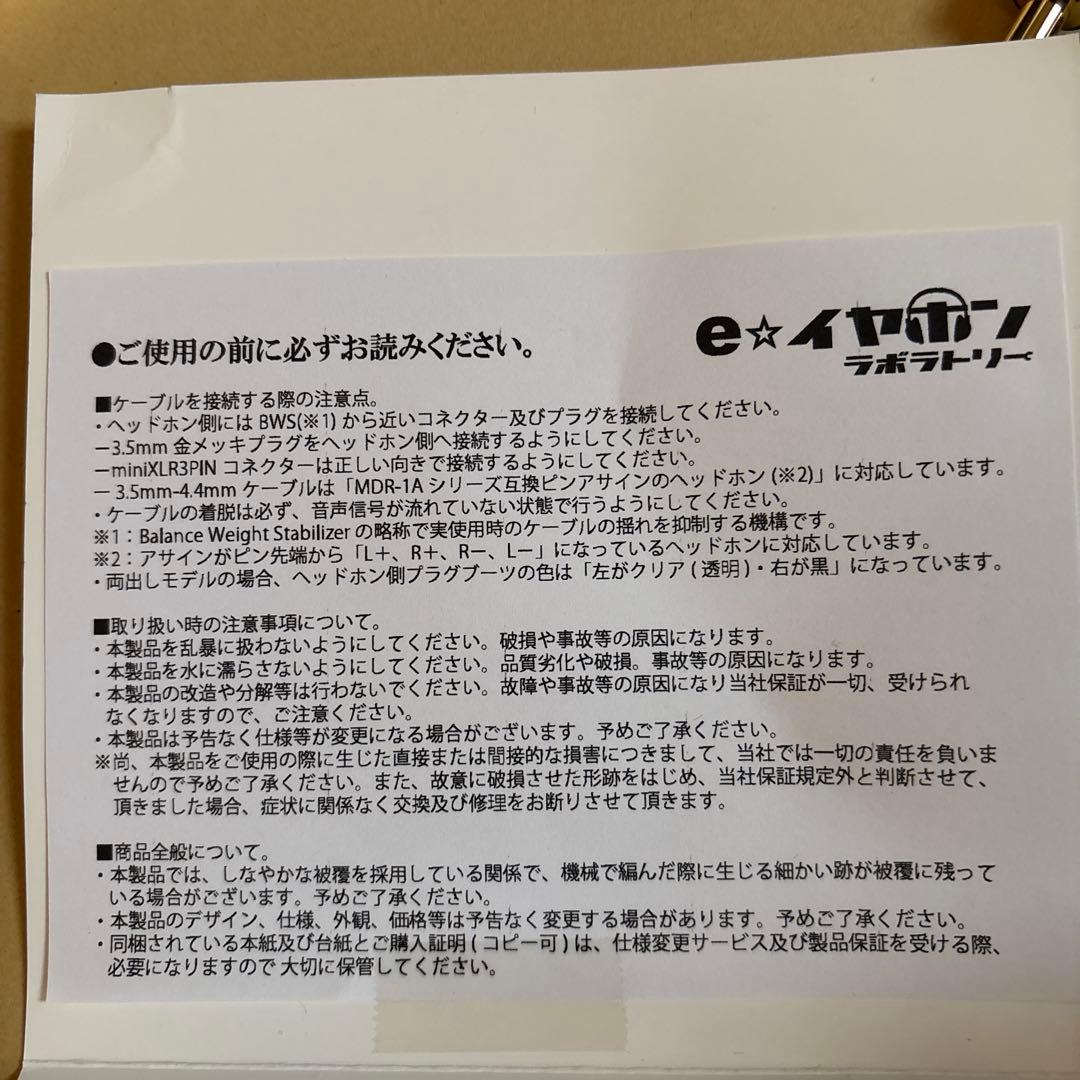 e☆イヤホン
ラボラトリー
●ご使用の前に必ずお読みください。
■ケーブルを接続する際の注意点。
・ヘッドホン側には BWS(※1) から近いコネクター及びプラグを接続してください。
－3.5mm 金メッキプラグをヘッドホン側へ接続するようにしてください。
－miniXLR3PIN コネクターは正しい向きで接続するようにしてください。
－ 3.5mm-4.4mm ケーブルは「MDR-1A シリーズ互換ピンアサインのヘッドホン (※2)」に対応しています。
・ケーブルの着脱は必ず、音声信号が流れていない状態で行うようにしてください。
※1：Balance Weight Stabilizer の略称で実使用時のケーブルの揺れを抑制する機構です。
※2：アサインがピン先端から「L＋、R＋、R－、L－」になっているヘッドホンに対応しています。
・両出しモデルの場合、ヘッドホン側プラグブーツの色は「左がクリア ( 透明 )・右が黒」になっています。
■取り扱い時の注意事項について。
・本製品を乱暴に扱わないようにしてください。破損や事故等の原因になります。
・本製品を水に濡らさないようにしてください。品質劣化や破損。事故等の原因になります。
・本製品の改造や分解等は行わないでください。故障や事故等の原因になり当社保証が一切、受けられ
なくなりますので、ご注意ください。
・本製品は予告なく仕様等が変更になる場合がございます。予めご了承ください。
※尚、本製品をご使用の際に生じた直接または間接的な損害につきまして、当社では一切の責任を負いま
せんので予めご了承ください。また、故意に破損させた形跡をはじめ、当社保証規定外と判断させて、
頂きました場合、症状に関係なく交換及び修理をお断りさせて頂きます。
■商品全般について。
・本製品では、しなやかな被覆を採用している関係で、機械で編んだ際に生じる細かい跡が被覆に残って
いる場合がございます。予めご了承ください。
・本製品のデザイン、仕様、外観、価格等は予告なく変更する場合があります。予めご了承ください。
・同梱されている本紙及び台紙とご購入証明 ( コピー可 ) は、仕様変更サービス及び製品保証を受ける際、
必要になりますので 大切に保管してください。